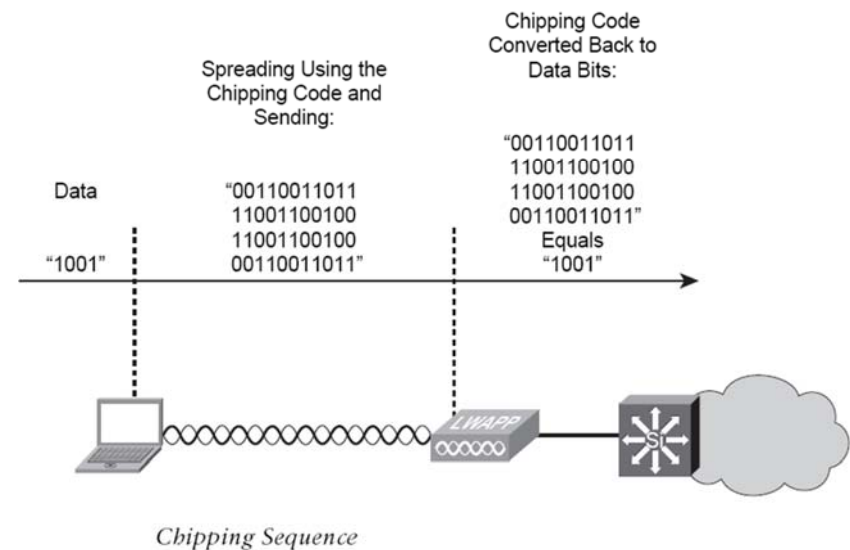 Chipping Code
Converted Back to
Data Bits:
Spreading Using the
Chipping Code and
Sending:
“00110011011
11001100100
11001100100
00110011011”
Equals
“1001”
Data
“1001”
“00110011011
11001100100
11001100100
00110011011”
LWAPP
Si
Chipping Sequence